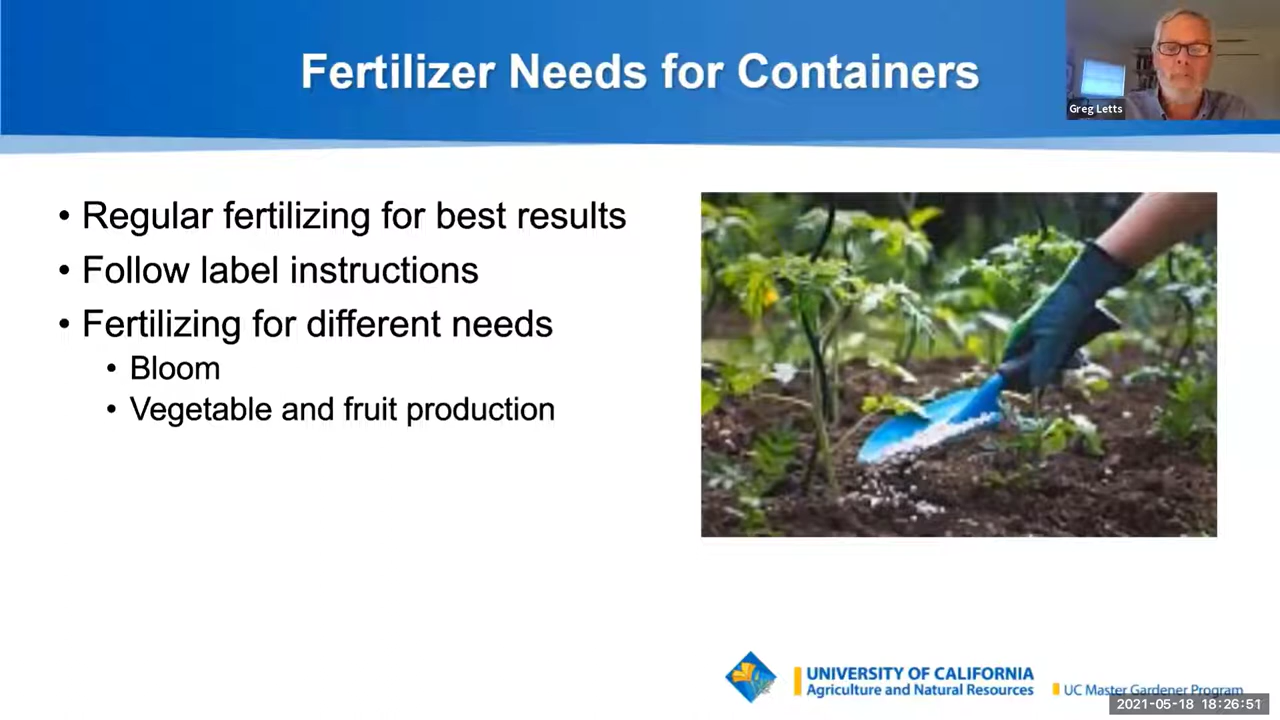 Fertilizer Needs for Containers
Greg Letts
• Regular fertilizing for best results
• Follow label instructions
• Fertilizing for different needs
• Bloom
• Vegetable and fruit production
UNIVERSITY OF CALIFORNIA
Agriculture and Natural Resources
UC Master Gardener Program
2021-05-18 18:26:51